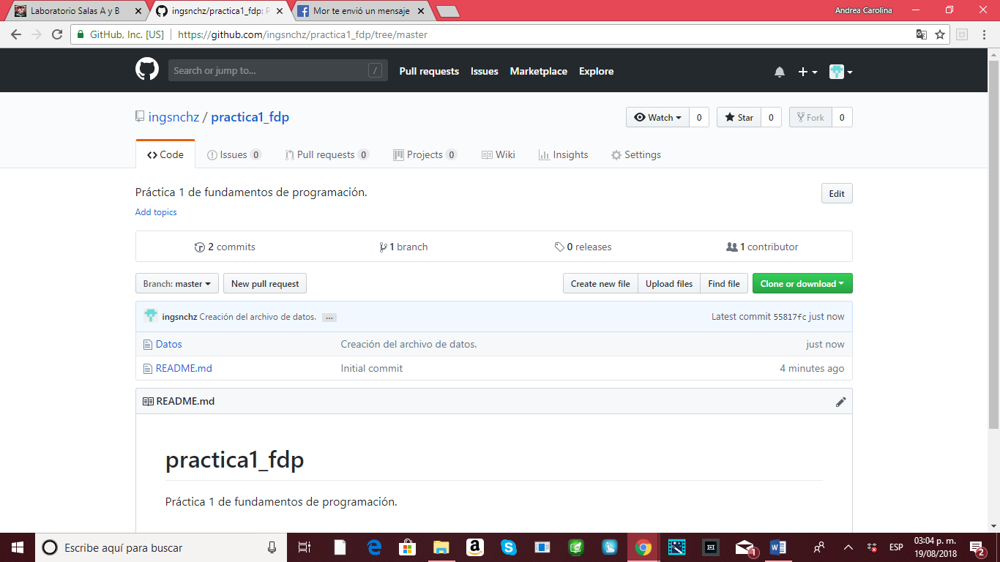 Laboratorio Salas A y B
ingsnchz/practica1_fdp: P
Mor te envió un mensaje
Andrea Carolina
GitHub, Inc. [US]
https://github.com/ingsnchz/practica1_fdp/tree/master
Search or jump to...
/
Pull requests
Issues
Marketplace
Explore
ingsnchz / practica1_fdp
Watch 0
Star 0
Fork 0
Code
Issues 0
Pull requests 0
Projects 0
Wiki
Insights
Settings
Práctica 1 de fundamentos de programación.
Edit
Add topics
2 commits
1 branch
0 releases
1 contributor
Branch: master
New pull request
Create new file
Upload files
Find file
Clone or download
ingsnchz Creación del archivo de datos. ...
Latest commit 55817fc just now
Datos
Creación del archivo de datos.
just now
README.md
Initial commit
4 minutes ago
README.md
practica1_fdp
Práctica 1 de fundamentos de programación.
Escribe aquí para buscar
1
ESP
03:04 p. m.
19/08/2018
2